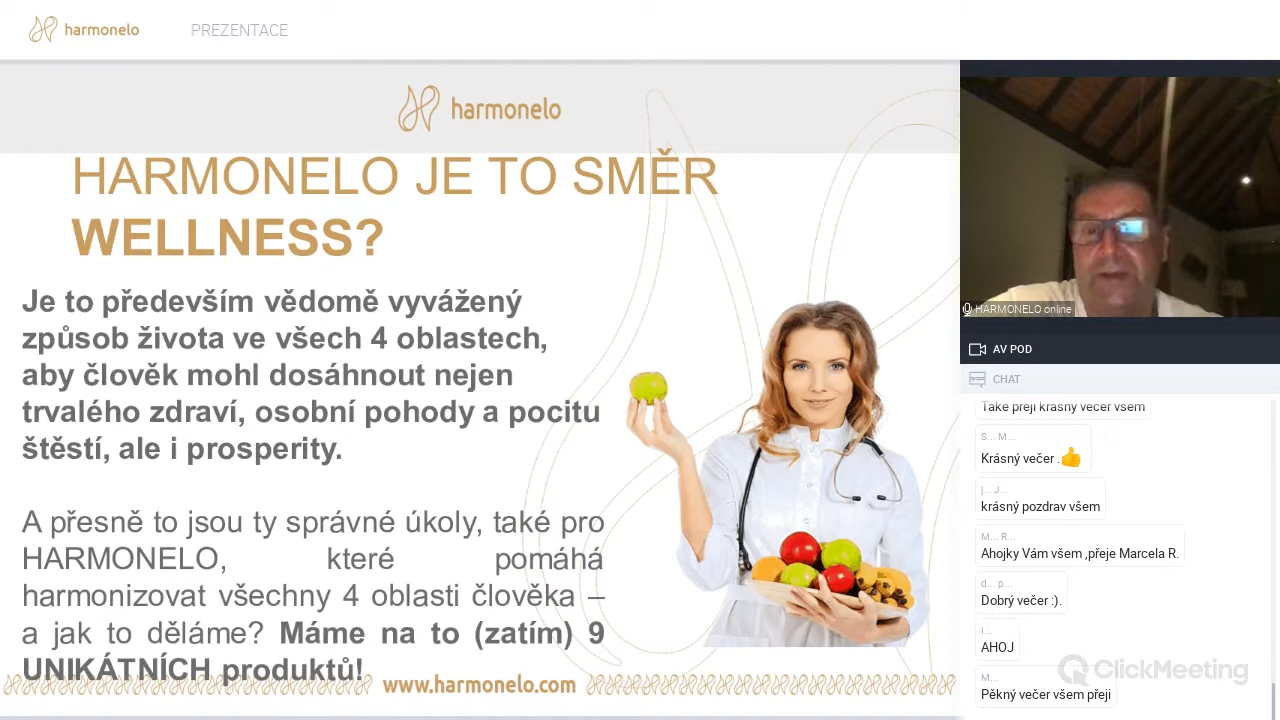 harmonelo
PREZENTACE
harmonelo
HARMONELO JE TO SMĚR
WELLNESS?
Je to především vědomě vyvážený
způsob života ve všech 4 oblastech,
aby člověk mohl dosáhnout nejen
trvalého zdraví, osobní pohody a pocitu
štěstí, ale i prosperity.
A přesně to jsou ty správné úkoly, také pro
HARMONELO, které pomáhá
harmonizovat všechny 4 oblasti člověka –
a jak to děláme? Máme na to (zatím) 9
UNIKÁTNÍCH produktů!
www.harmonelo.com
HARMONELO online
AV POD
CHAT
Také přeji krásný večer všem
S... M...
Krásný večer .👍
j... J...
krásný pozdrav všem
M... R...
Ahojky Vám všem ,přeje Marcela R.
d... p...
Dobrý večer :).
I...
AHOJ
M...
Pěkný večer všem přeji
ClickMeeting